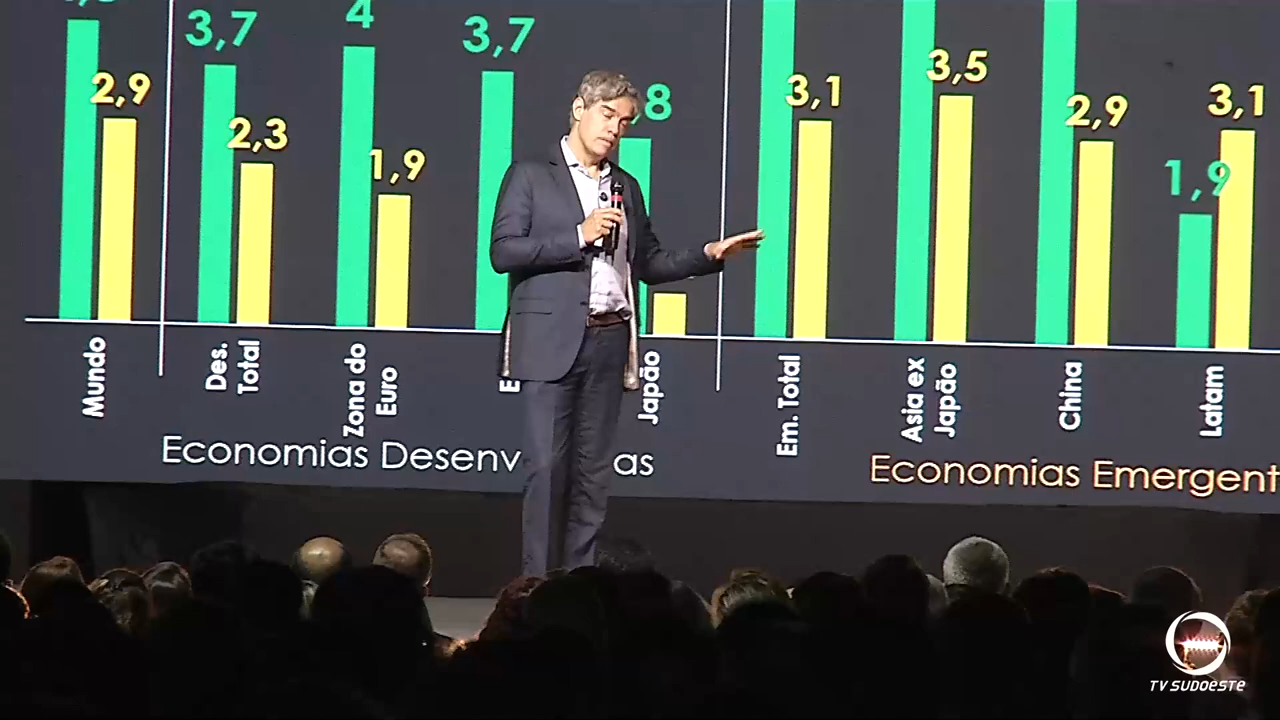 3,7
4
3,7
2,9
2,3
1,9
8
3,1
3,5
2,9
3,1
1,9
Mundo
Des.
Total
Zona do
Euro
Japão
Em. Total
Asia ex
Japão
China
Latam
Economias Desenv
as
Economias Emergent
TV SUDOESTE